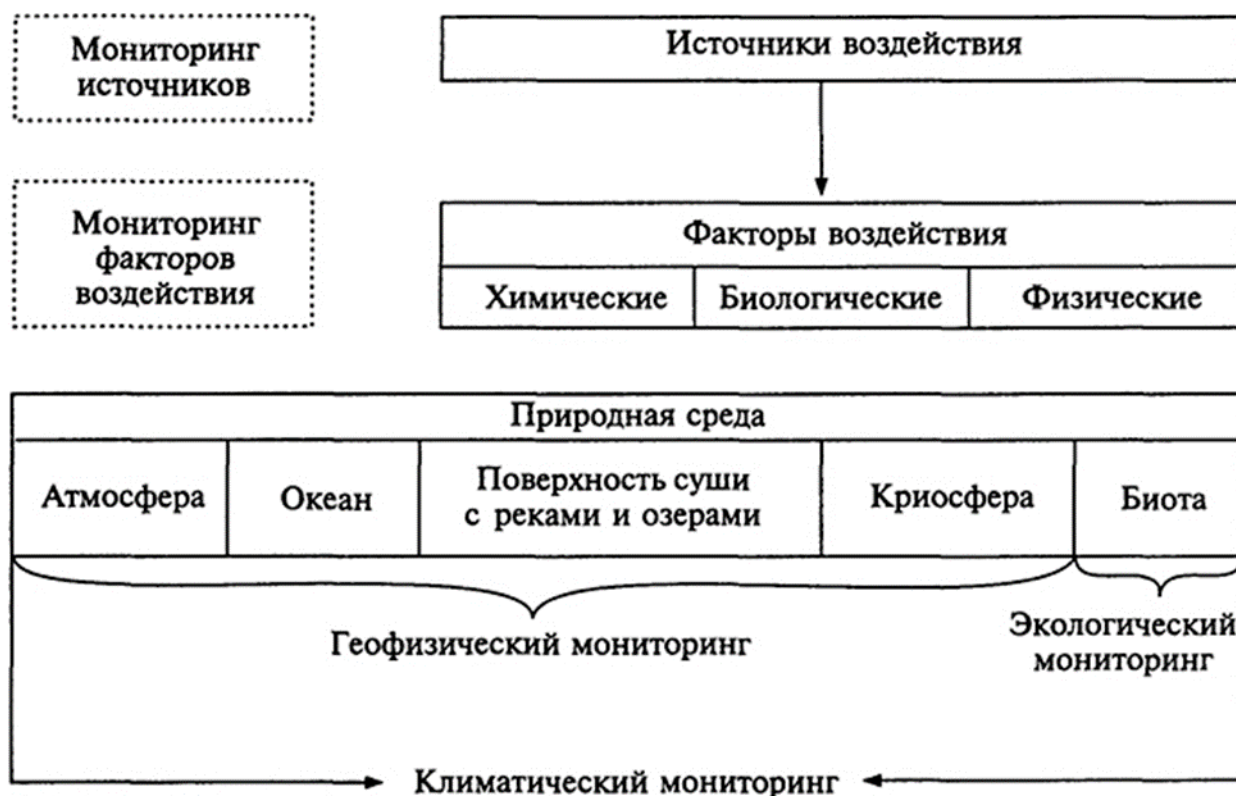 Мониторинг
источников
Источники воздействия
Мониторинг
факторов
воздействия
Факторы воздействия
Химические
Биологические
Физические
Природная среда
Атмосфера
Океан
Поверхность суши
с реками и озерами
Криосфера
Биота
Геофизический мониторинг
Экологический
мониторинг
Климатический мониторинг